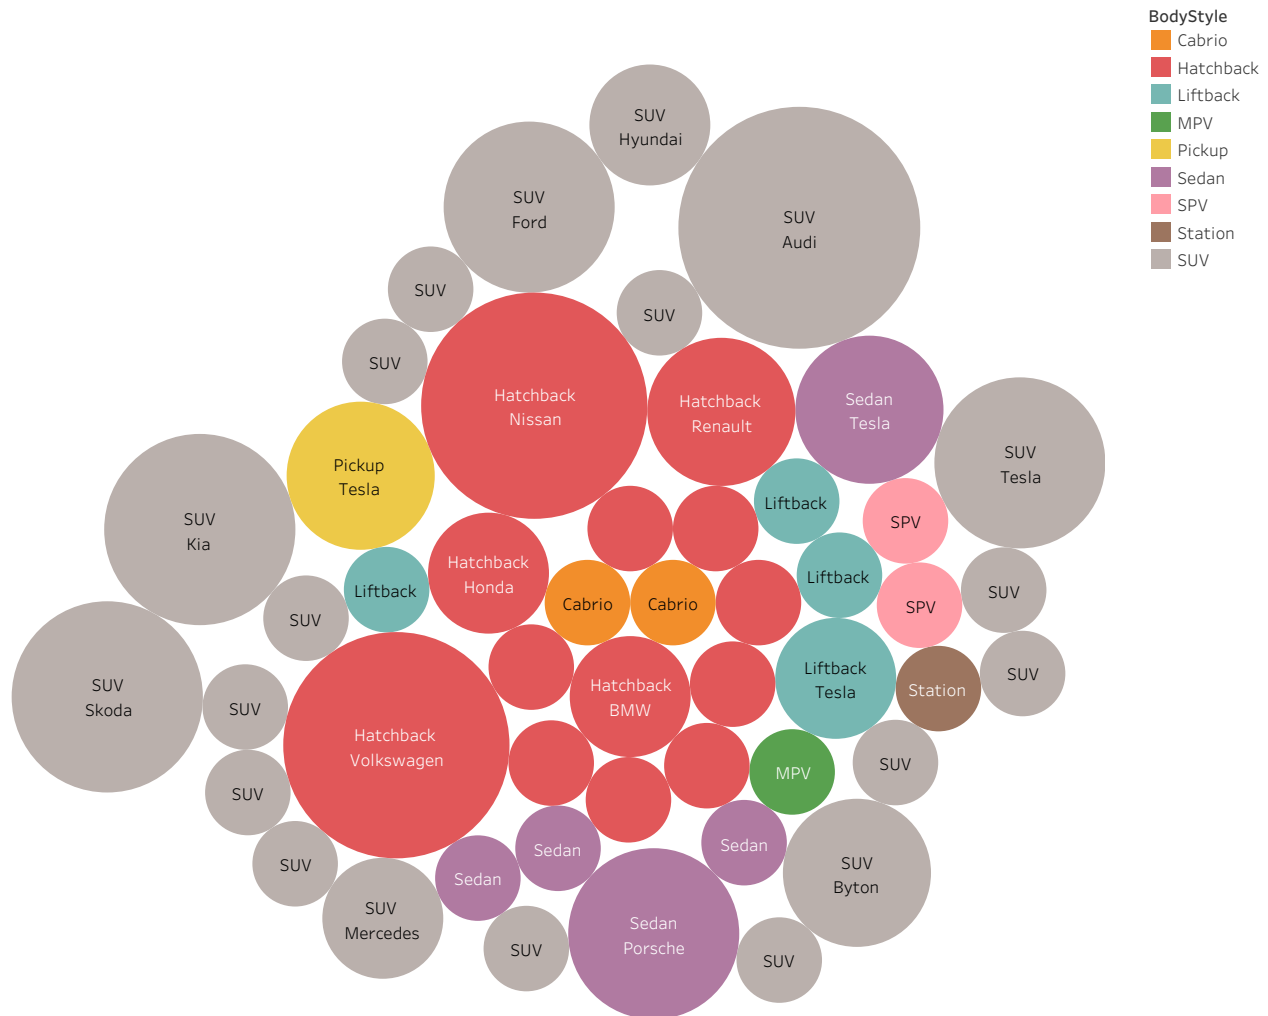 BodyStyle
Cabrio
Hatchback
Liftback
MPV
Pickup
Sedan
SPV
Station
SUV
SUV
Hyundai
SUV
Ford
SUV
Audi
SUV
SUV
SUV
Hatchback
Nissan
Hatchback
Renault
Sedan
Tesla
SUV
Tesla
Pickup
Tesla
SUV
Kia
Liftback
SPV
Hatchback
Honda
Liftback
Liftback
Cabrio
Cabrio
SPV
SUV
SUV
SUV
Skoda
SUV
Hatchback
Volkswagen
Hatchback
BMW
Liftback
Tesla
Station
SUV
SUV
MPV
SUV
SUV
Sedan
Sedan
Sedan
SUV
Byton
SUV
Mercedes
SUV
Sedan
Porsche
SUV